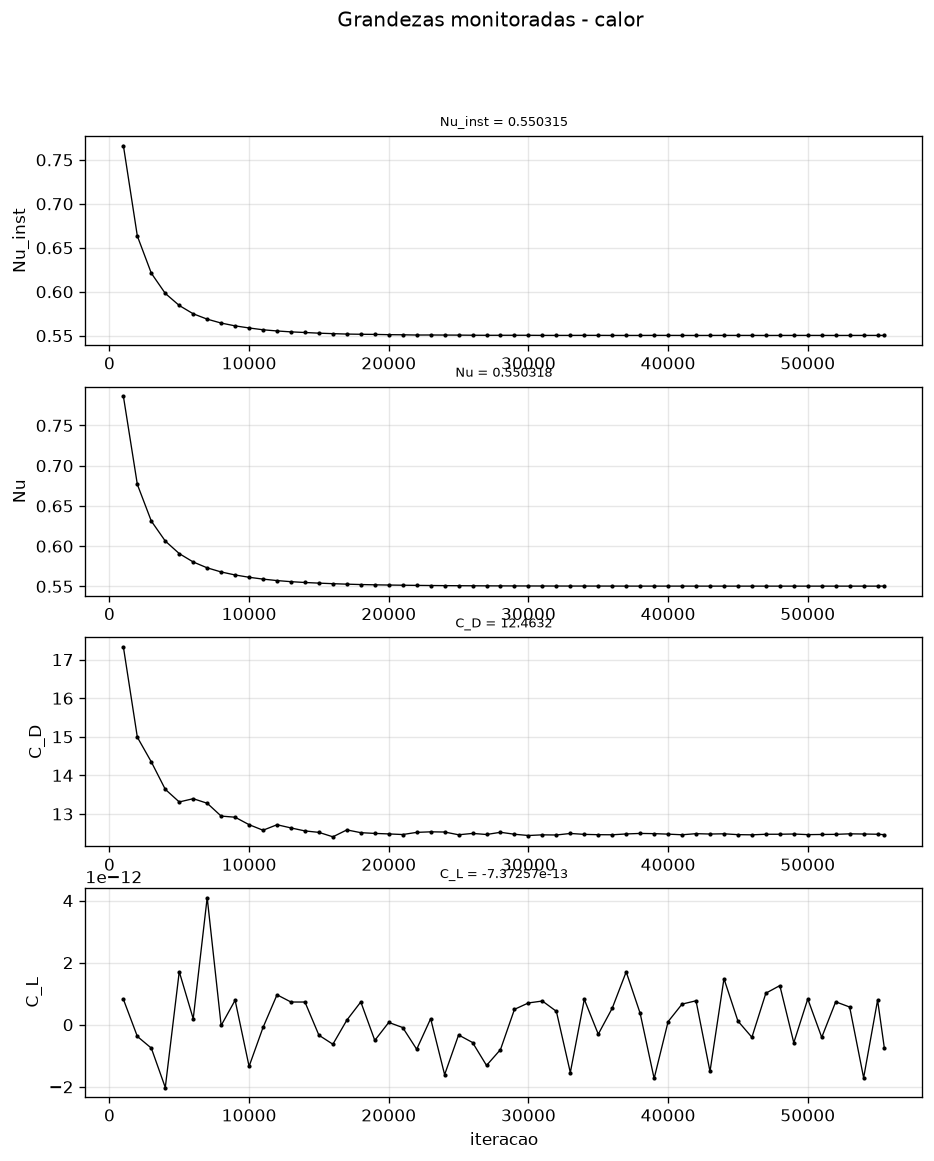 Grandezas monitoradas - calor
Nu_inst = 0.550315
0.75
0.70
0.65
0.60
0.55
Nu_inst
0 10000 20000 30000 40000 50000
Nu = 0.550318
0.75
0.70
0.65
0.60
0.55
Nu
0 10000 20000 30000 40000 50000
C_D = 12.4632
17
16
15
14
13
C_D
0 10000 20000 30000 40000 50000
1e−12
C_L = -7.37257e-13
4
2
0
−2
C_L
0 10000 20000 30000 40000 50000
iteracao